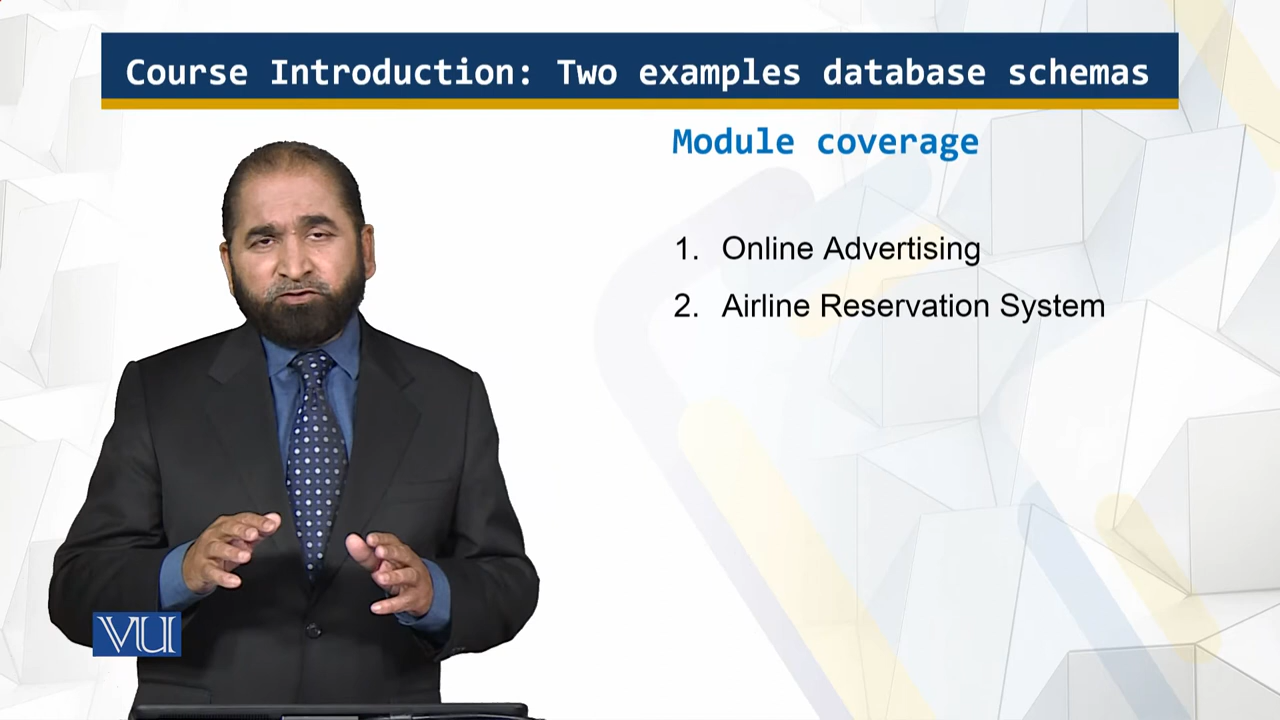 Course Introduction: Two examples database schemas
Module coverage
1. Online Advertising
2. Airline Reservation System
VU